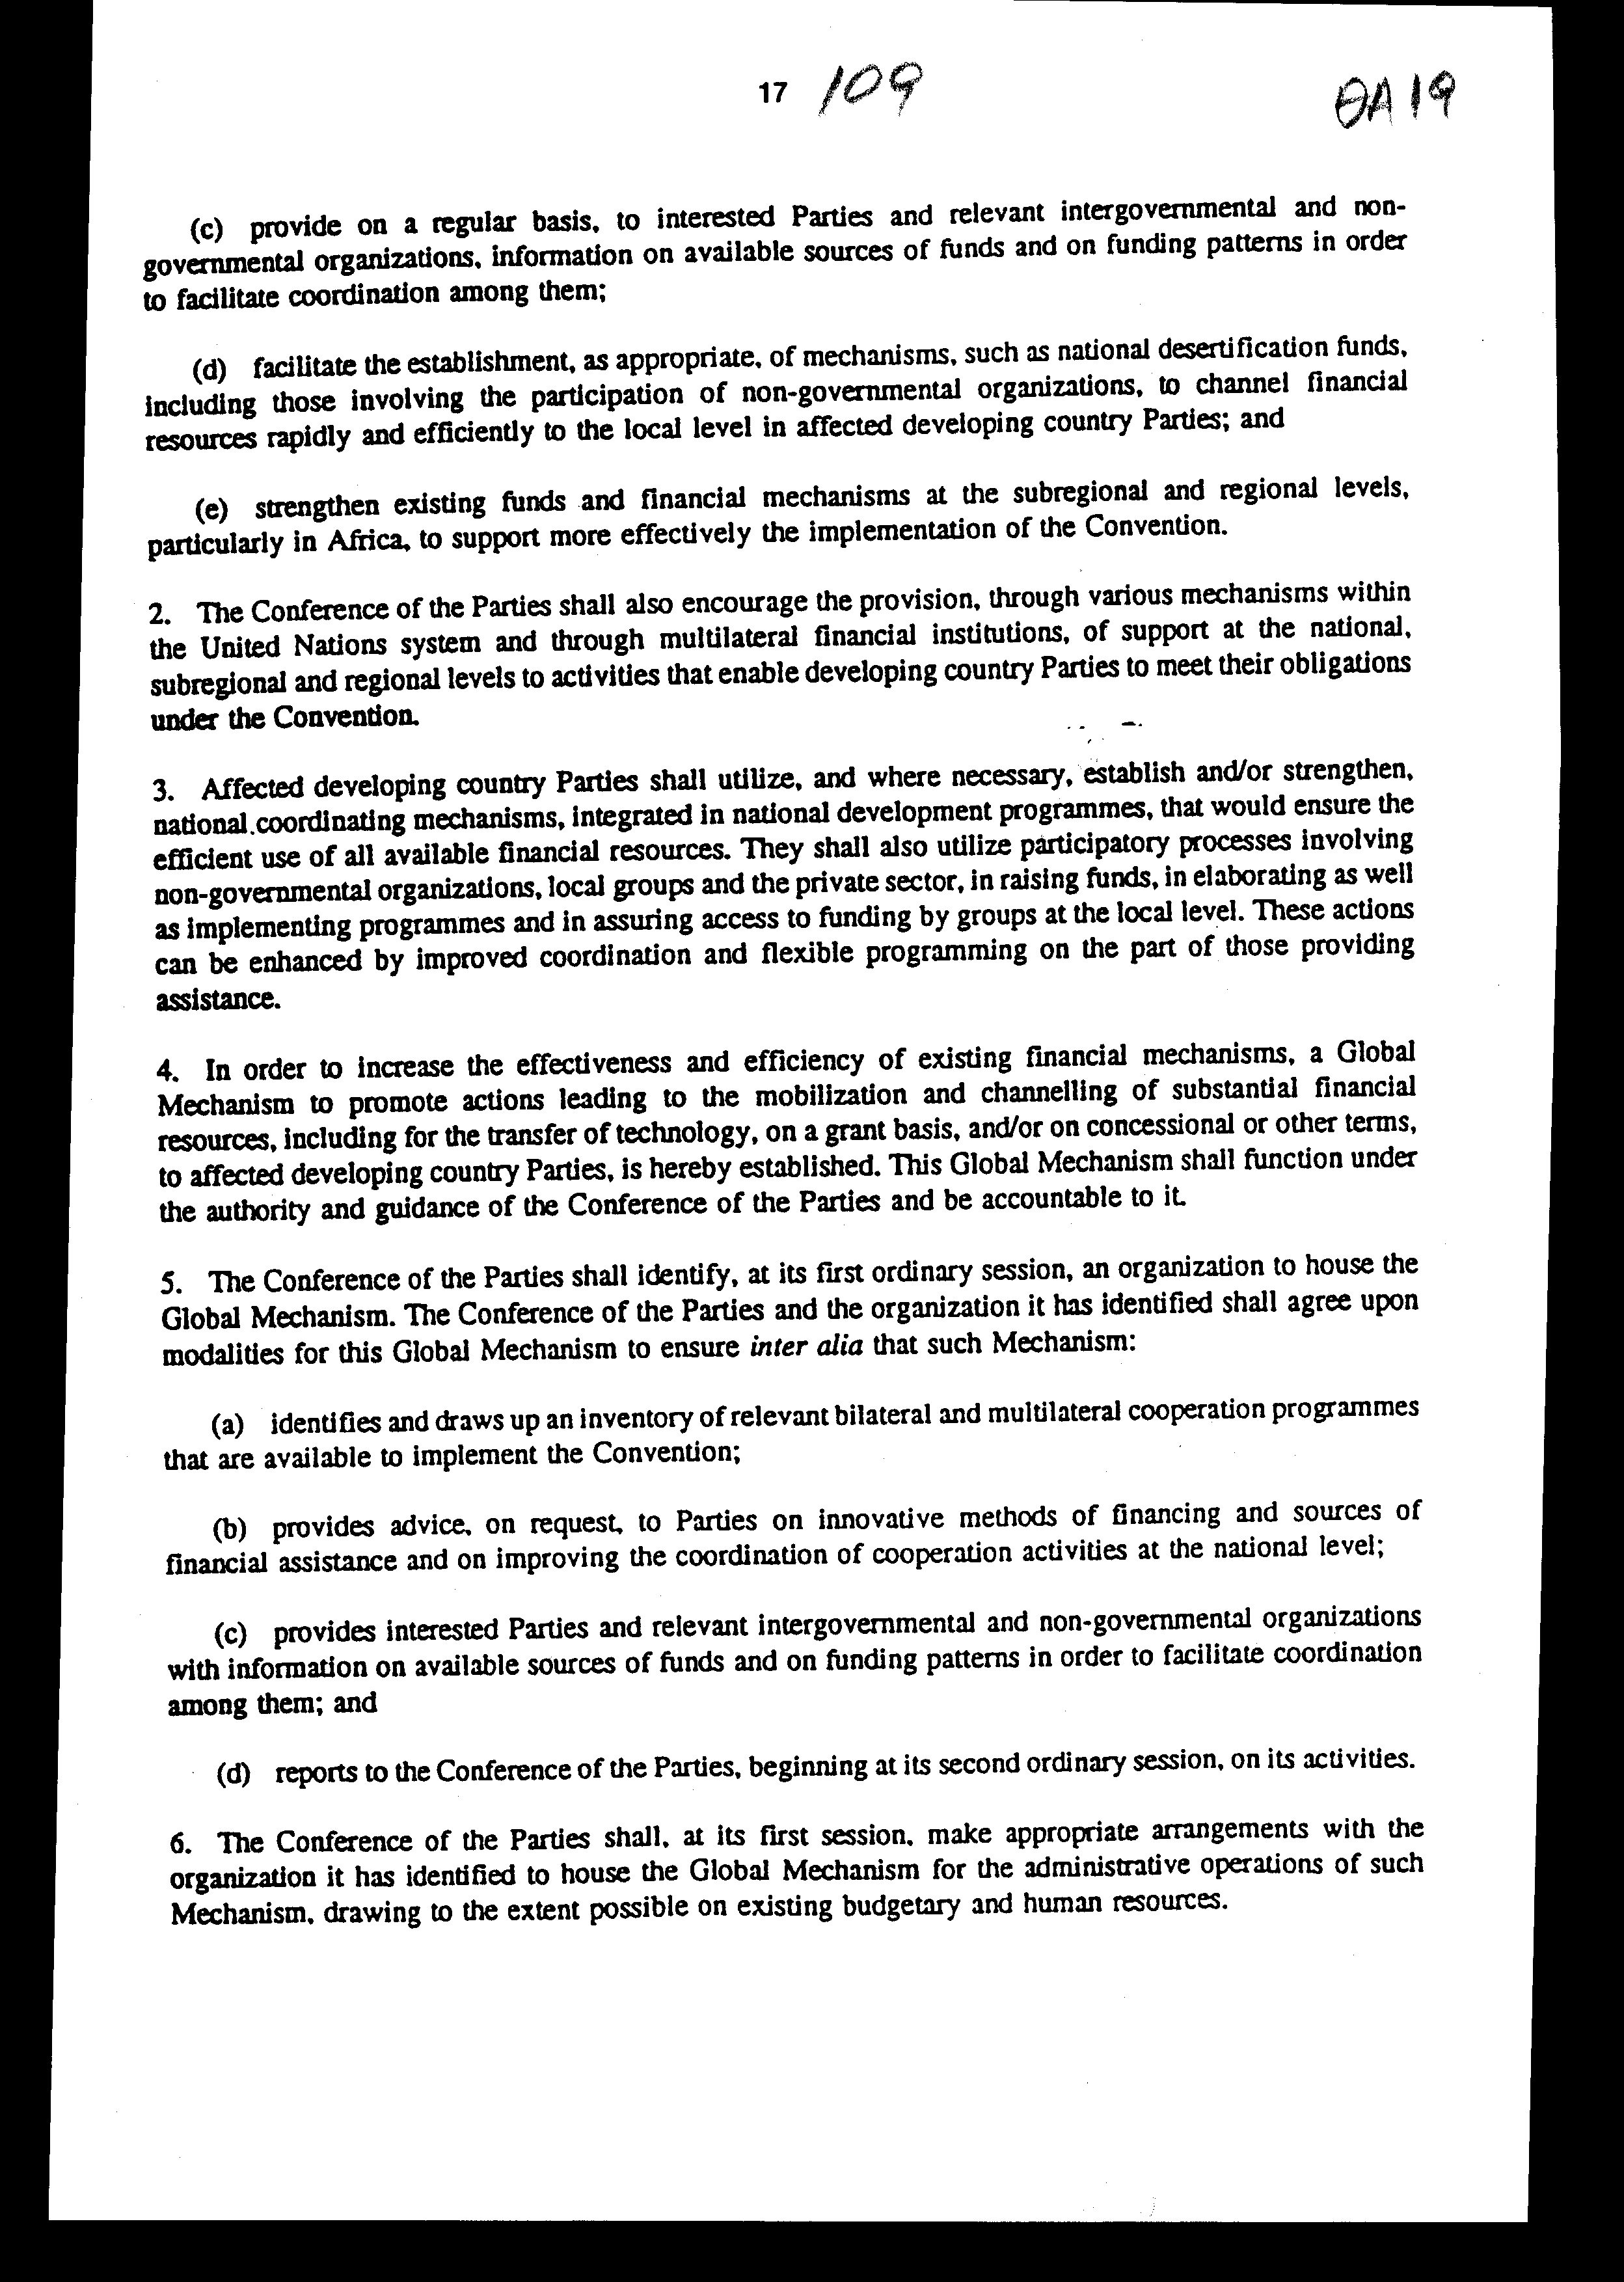 17 109
(c) provide on a regular basis, to interested Parties and relevant intergovernmental and non-
governmental organizations, information on available sources of funds and on funding patterns in order
to facilitate coordination among them;
(d) facilitate the establishment, as appropriate, of mechanisms, such as national desertification funds,
including those involving the participation of non-governmental organizations, to channel financial
resources rapidly and efficiently to the local level in affected developing country Parties; and
(e) strengthen existing funds and financial mechanisms at the subregional and regional levels,
particularly in Africa, to support more effectively the implementation of the Convention.
2. The Conference of the Parties shall also encourage the provision, through various mechanisms within
the United Nations system and through multilateral financial institutions, of support at the national,
subregional and regional levels to activities that enable developing country Parties to meet their obligations
under the Convention.
3. Affected developing country Parties shall utilize, and where necessary, establish and/or strengthen,
national coordinating mechanisms, integrated in national development programmes, that would ensure the
efficient use of all available financial resources. They shall also utilize participatory processes involving
non-governmental organizations, local groups and the private sector, in raising funds, in elaborating as well
as implementing programmes and in assuring access to funding by groups at the local level. These actions
can be enhanced by improved coordination and flexible programming on the part of those providing
assistance.
4. In order to increase the effectiveness and efficiency of existing financial mechanisms, a Global
Mechanism to promote actions leading to the mobilization and channelling of substantial financial
resources, including for the transfer of technology, on a grant basis, and/or on concessional or other terms,
to affected developing country Parties, is hereby established. This Global Mechanism shall function under
the authority and guidance of the Conference of the Parties and be accountable to it.
5. The Conference of the Parties shall identify, at its first ordinary session, an organization to house the
Global Mechanism. The Conference of the Parties and the organization it has identified shall agree upon
modalities for this Global Mechanism to ensure inter alia that such Mechanism:
(a) identifies and draws up an inventory of relevant bilateral and multilateral cooperation programmes
that are available to implement the Convention;
(b) provides advice, on request, to Parties on innovative methods of financing and sources of
financial assistance and on improving the coordination of cooperation activities at the national level;
(c) provides interested Parties and relevant intergovernmental and non-governmental organizations
with information on available sources of funds and on funding patterns in order to facilitate coordination
among them; and
(d) reports to the Conference of the Parties, beginning at its second ordinary session, on its activities.
6. The Conference of the Parties shall, at its first session, make appropriate arrangements with the
organization it has identified to house the Global Mechanism for the administrative operations of such
Mechanism, drawing to the extent possible on existing budgetary and human resources.